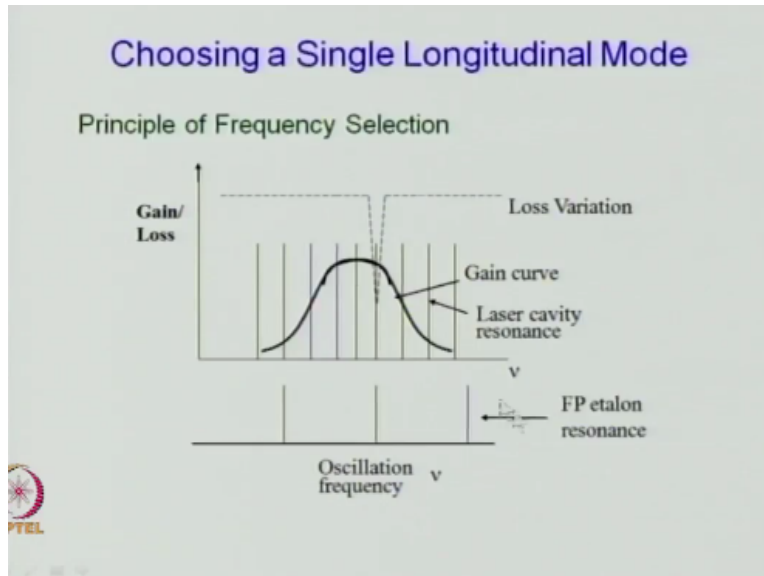 Choosing a Single Longitudinal Mode
Principle of Frequency Selection
Gain/
Loss
Loss Variation
Gain curve
Laser cavity
resonance
ν
FP etalon
resonance
Oscillation ν
frequency
PTEL